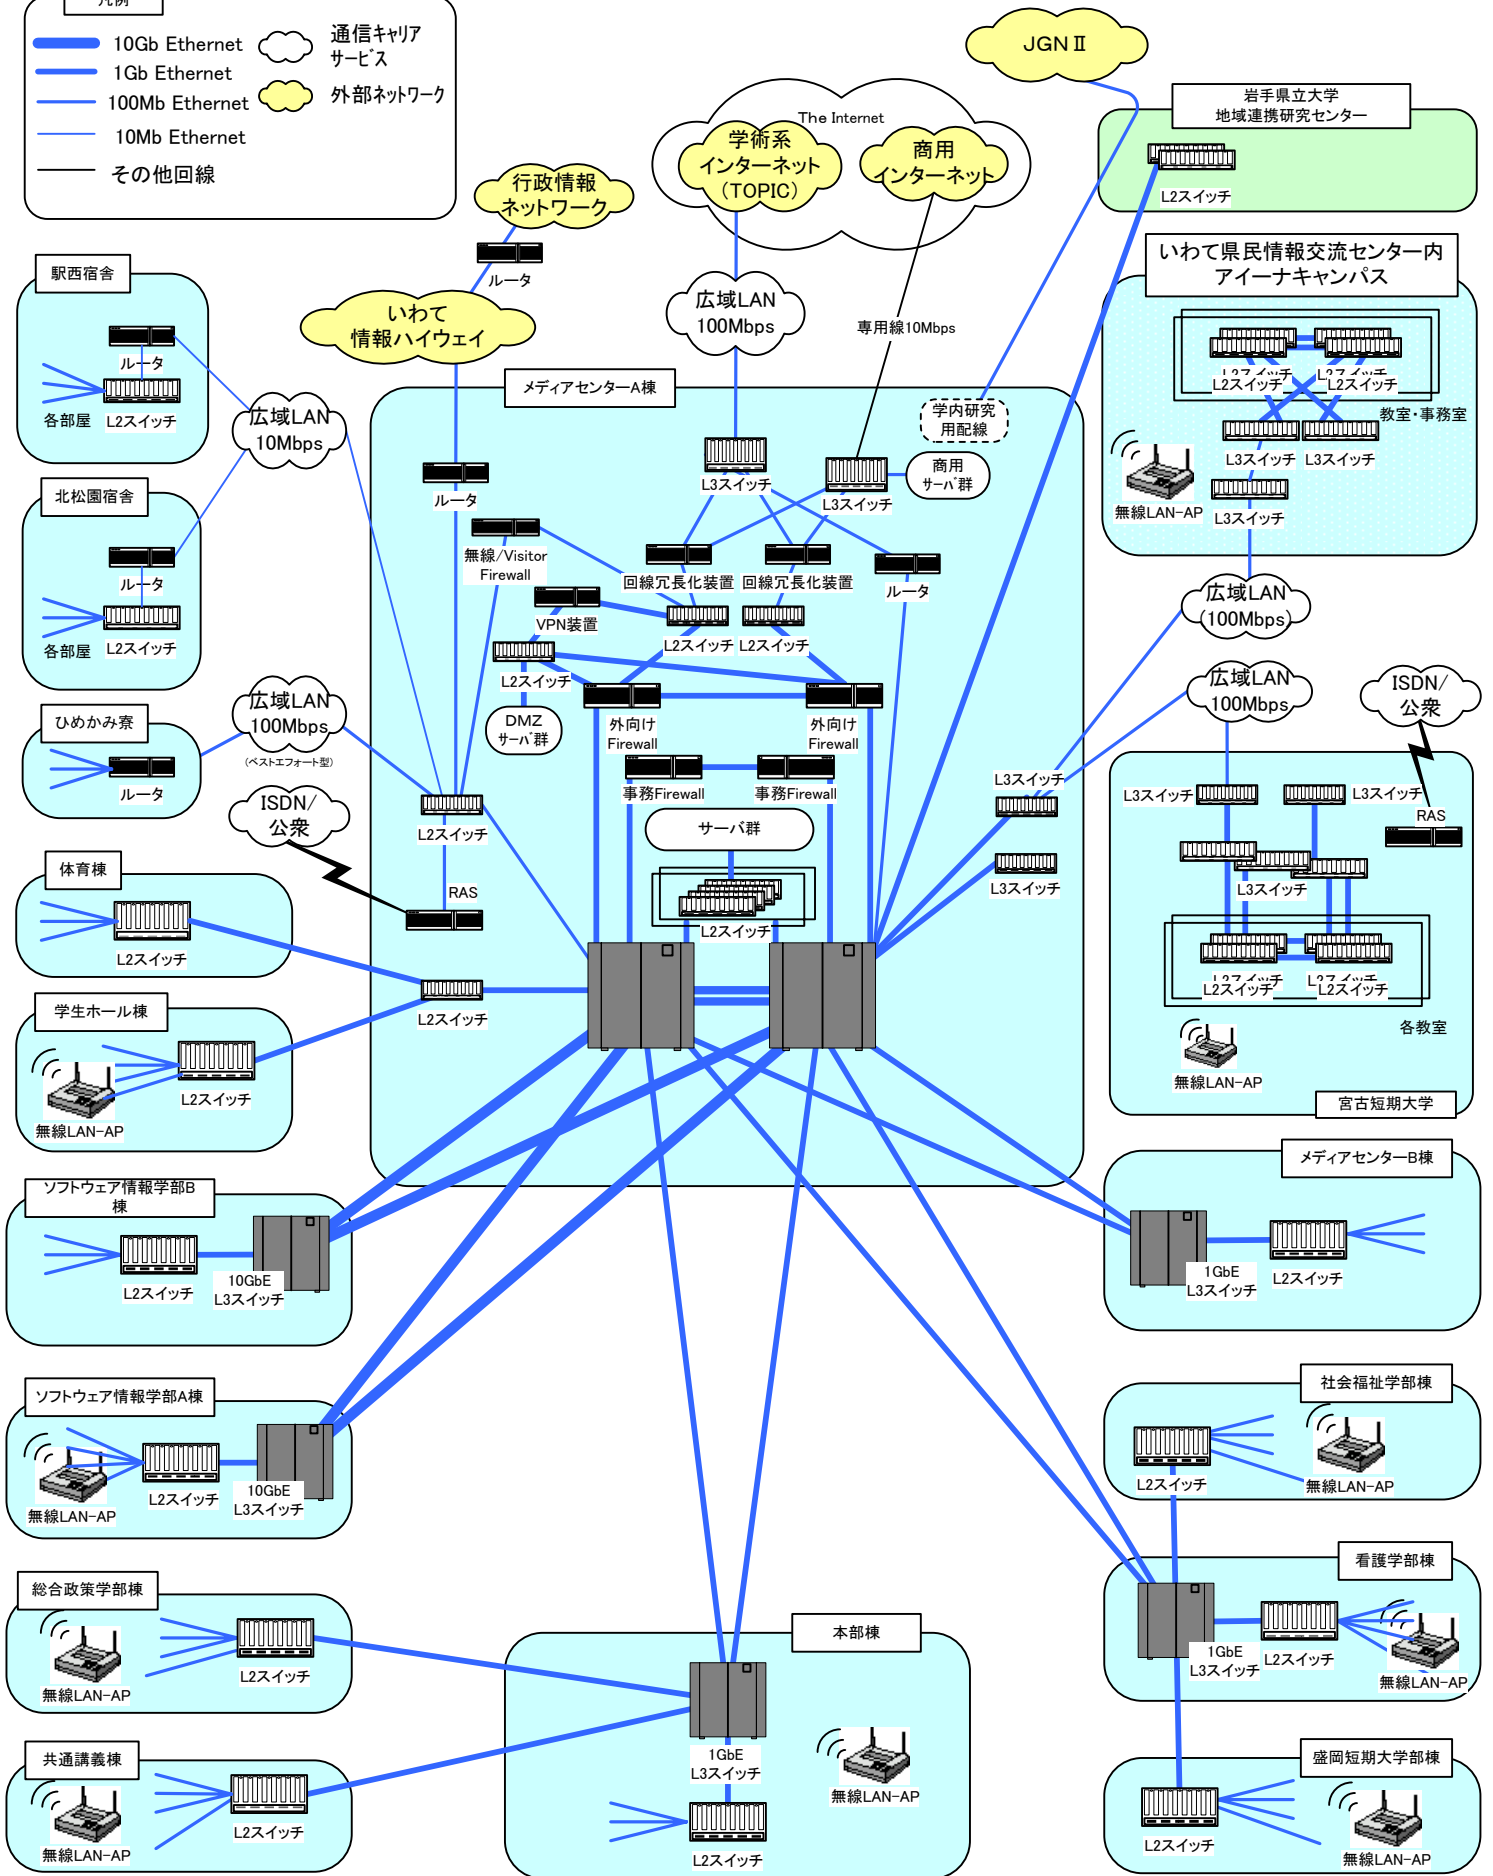 凡例
10Gb Ethernet
1Gb Ethernet
100Mb Ethernet
10Mb Ethernet
その他回線
通信キャリア
サービス
外部ネットワーク
JGNⅡ
The Internet
学術系
インターネット
(TOPIC)
商用
インターネット
行政情報
ネットワーク
ルータ
いわて
情報ハイウェイ
広域LAN
100Mbps
専用線10Mbps
岩手県立大学
地域連携研究センター
L2スイッチ
いわて県民情報交流センター内
アイーナキャンパス
L2スイッチ
L2スイッチ
L2スイッチ
L2スイッチ
教室・事務室
L3スイッチ
L3スイッチ
無線LAN-AP
L3スイッチ
広域LAN
(100Mbps)
広域LAN
100Mbps
ISDN/
公衆
駅西宿舎
ルータ
各部屋
L2スイッチ
広域LAN
10Mbps
北松園宿舎
ルータ
各部屋
L2スイッチ
ひめかみ寮
ルータ
広域LAN
100Mbps
(ベストエフォート型)
ISDN/
公衆
メディアセンターA棟
学内研究
用配線
L3スイッチ
L3スイッチ
商用
サーバ群
ルータ
無線/Visitor
Firewall
回線冗長化装置
回線冗長化装置
ルータ
VPN装置
L2スイッチ
L2スイッチ
L2スイッチ
DMZ
サーバ群
外向け
Firewall
外向け
Firewall
事務Firewall
事務Firewall
サーバ群
L2スイッチ
L2スイッチ
RAS
L2スイッチ
L3スイッチ
L3スイッチ
体育棟
L2スイッチ
学生ホール棟
L2スイッチ
無線LAN-AP
L3スイッチ
L3スイッチ
RAS
L3スイッチ
L2スイッチ
L2スイッチ
L2スイッチ
L2スイッチ
各教室
無線LAN-AP
宮古短期大学
ソフトウェア情報学部B
棟
L2スイッチ
10GbE
L3スイッチ
メディアセンターB棟
1GbE
L3スイッチ
L2スイッチ
ソフトウェア情報学部A棟
無線LAN-AP
L2スイッチ
10GbE
L3スイッチ
社会福祉学部棟
L2スイッチ
無線LAN-AP
総合政策学部棟
無線LAN-AP
L2スイッチ
看護学部棟
1GbE
L3スイッチ
L2スイッチ
無線LAN-AP
本部棟
1GbE
L3スイッチ
無線LAN-AP
L2スイッチ
共通講義棟
無線LAN-AP
L2スイッチ
盛岡短期大学部棟
L2スイッチ
無線LAN-AP